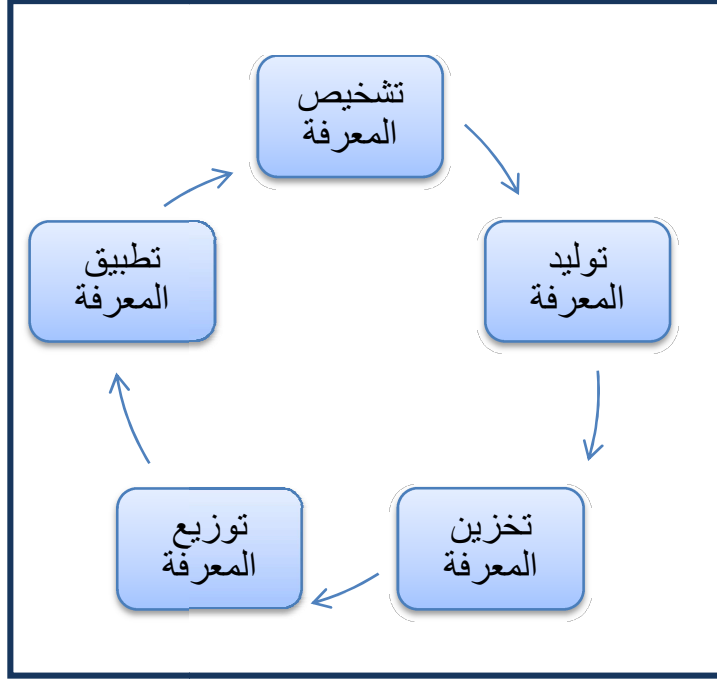 تشخيص
المعرفة
توليد
المعرفة
تخزين
المعرفة
توزيع
المعرفة
تطبيق
المعرفة